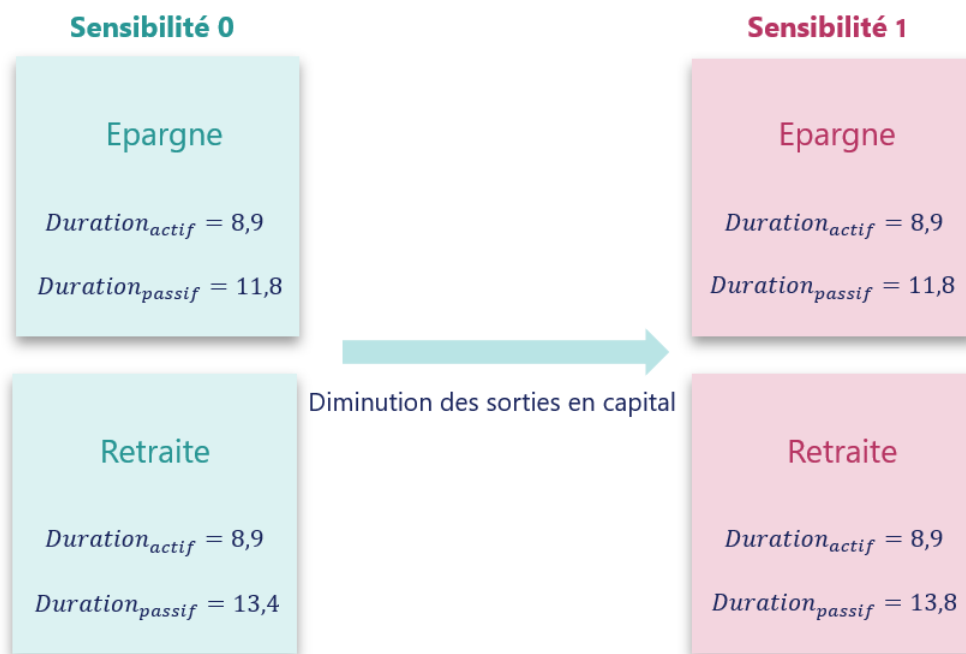 Sensibilité 0
Epargne
Duration_actif = 8,9
Duration_passif = 11,8
Retraite
Duration_actif = 8,9
Duration_passif = 13,4
Diminution des sorties en capital
Sensibilité 1
Epargne
Duration_actif = 8,9
Duration_passif = 11,8
Retraite
Duration_actif = 8,9
Duration_passif = 13,8